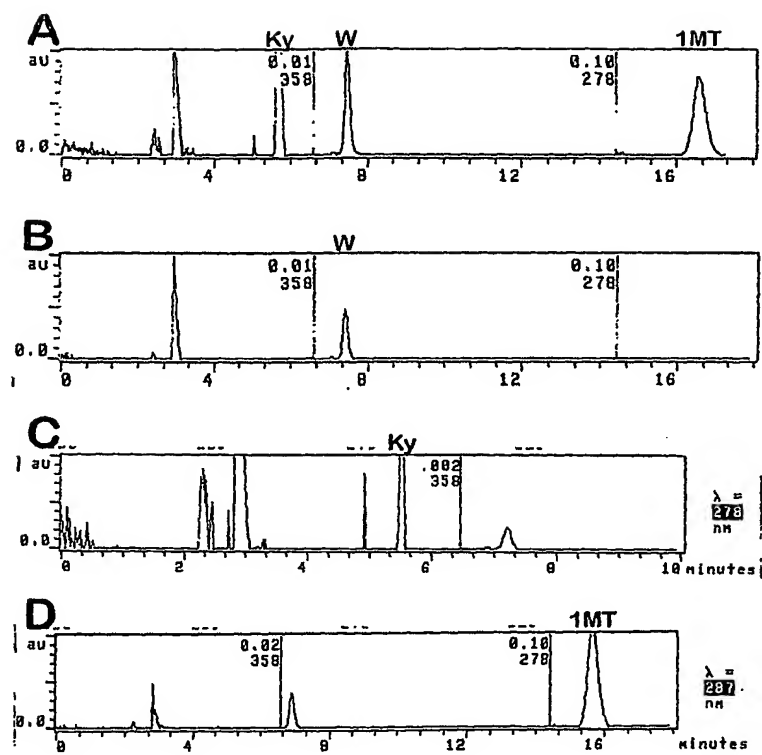 A
Ky W 1MT
au
0.01
358
0.10
278
0.0
0 4 8 12 16
B
W
au
0.01
358
0.10
278
0.0
0 4 8 12 16
C
Ky
au
.002
358
λ =
278
nm
0.0
0 2 4 6 8 10 minutes
D
1MT
au
0.02
358
0.10
278
λ =
287
nm
0.0
0 4 8 12 16 minutes